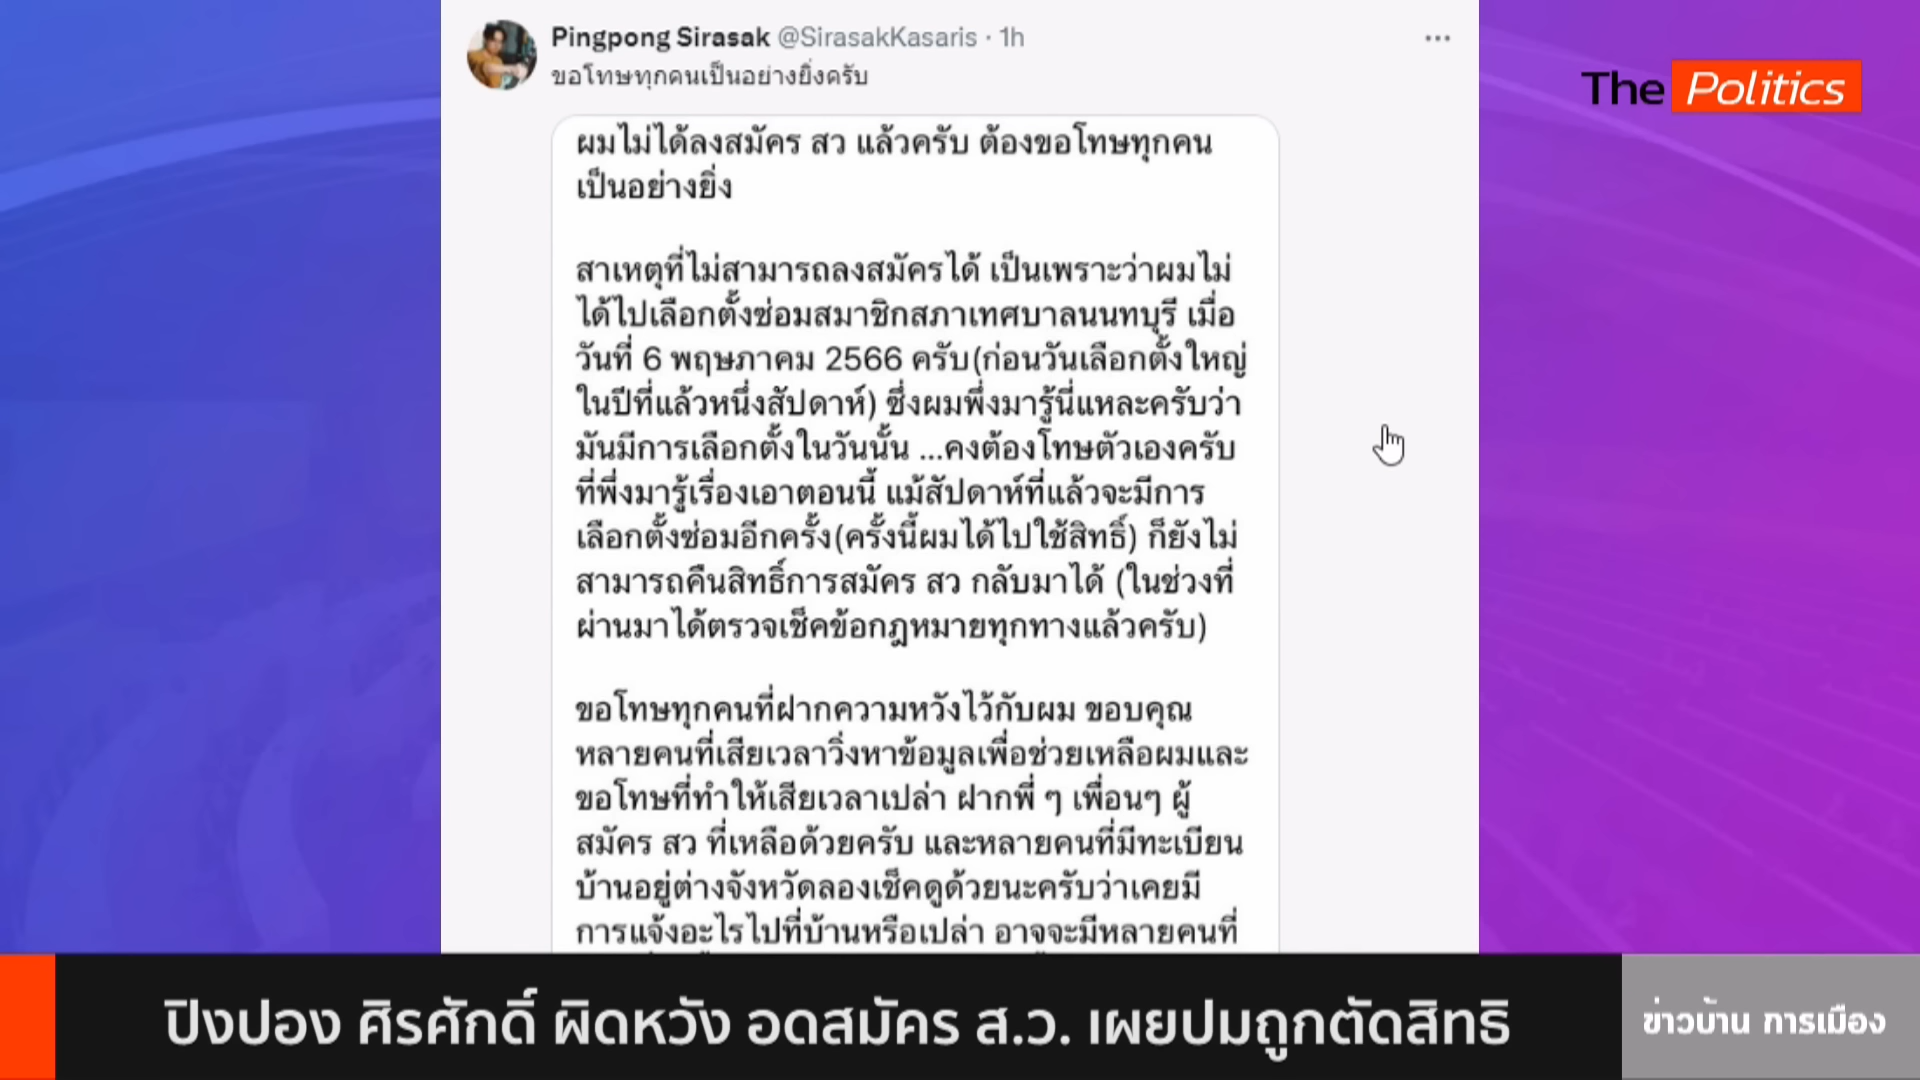 Pingpong Sirasak @SirasakKasaris · 1h
ขอโทษทุกคนเป็นอย่างยิ่งครับ
The Politics
ผมไม่ได้ลงสมัคร สว แล้วครับ ต้องขอโทษทุกคน
เป็นอย่างยิ่ง
สาเหตุที่ไม่สามารถลงสมัครได้ เป็นเพราะว่าผมไม่
ได้ไปเลือกตั้งซ่อมสมาชิกสภาเทศบาลนนทบุรี เมื่อ
วันที่ 6 พฤษภาคม 2566 ครับ(ก่อนวันเลือกตั้งใหญ่
ในปีที่แล้วหนึ่งสัปดาห์) ซึ่งผมพึ่งมารู้นี่แหละครับว่า
มันมีการเลือกตั้งในวันนั้น ...คงต้องโทษตัวเองครับ
ที่พึ่งมารู้เรื่องเอาตอนนี้ แม้สัปดาห์ที่แล้วจะมีการ
เลือกตั้งซ่อมอีกครั้ง(ครั้งนี้ผมได้ไปใช้สิทธิ์) ก็ยังไม่
สามารถคืนสิทธิ์การสมัคร สว กลับมาได้ (ในช่วงที่
ผ่านมาได้ตรวจเช็คข้อกฎหมายทุกทางแล้วครับ)
ขอโทษทุกคนที่ฝากความหวังไว้กับผม ขอบคุณ
หลายคนที่เสียเวลาวิ่งหาข้อมูลเพื่อช่วยเหลือผมและ
ขอโทษที่ทำให้เสียเวลาเปล่า ฝากพี่ ๆ เพื่อนๆ ผู้
สมัคร สว ที่เหลือด้วยครับ และหลายคนที่มีทะเบียน
บ้านอยู่ต่างจังหวัดลองเช็คดูด้วยนะครับว่าเคยมี
การแจ้งอะไรไปที่บ้านหรือเปล่า อาจจะมีหลายคนที่
ปิงปอง ศิรศักดิ์ ผิดหวัง อดสมัคร ส.ว. เผยปมถูกตัดสิทธิ
ข่าวบ้าน การเมือง